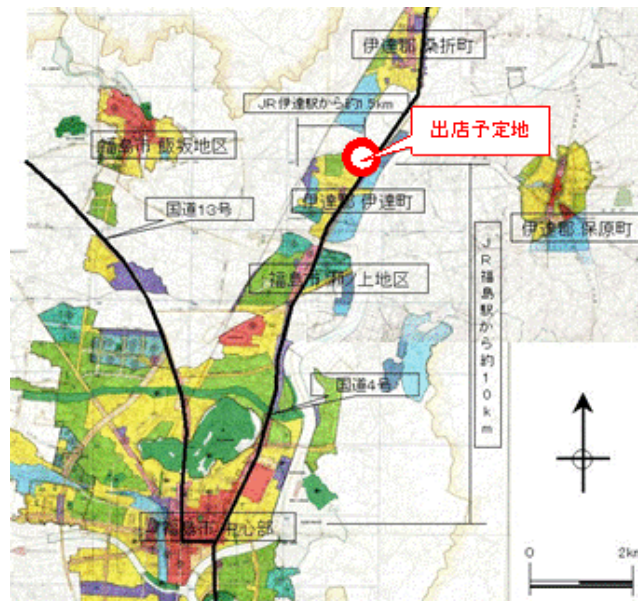 伊達郡 桑折町
JR伊達駅から約1.5km
出店予定地
福島市 飯坂地区
伊達郡 伊達町
伊達郡 保原町
国道13号
福島市 瀬ノ上地区
JR福島駅から約10km
国道4号
福島市 中心部
0 2km